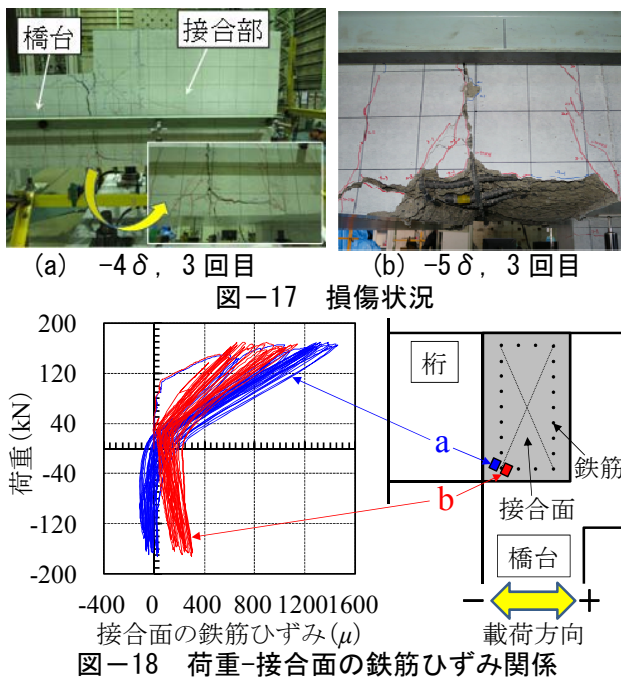 橋台
接合部
(a) -4δ, 3回目
(b) -5δ, 3回目
図-17 損傷状況
200
120
40
-40
-120
-200
荷重(kN)
-400 0 400 800 1200 1600
接合面の鉄筋ひずみ(μ)
a
b
桁
鉄筋
接合面
橋台
- +
載荷方向
図-18 荷重-接合面の鉄筋ひずみ関係